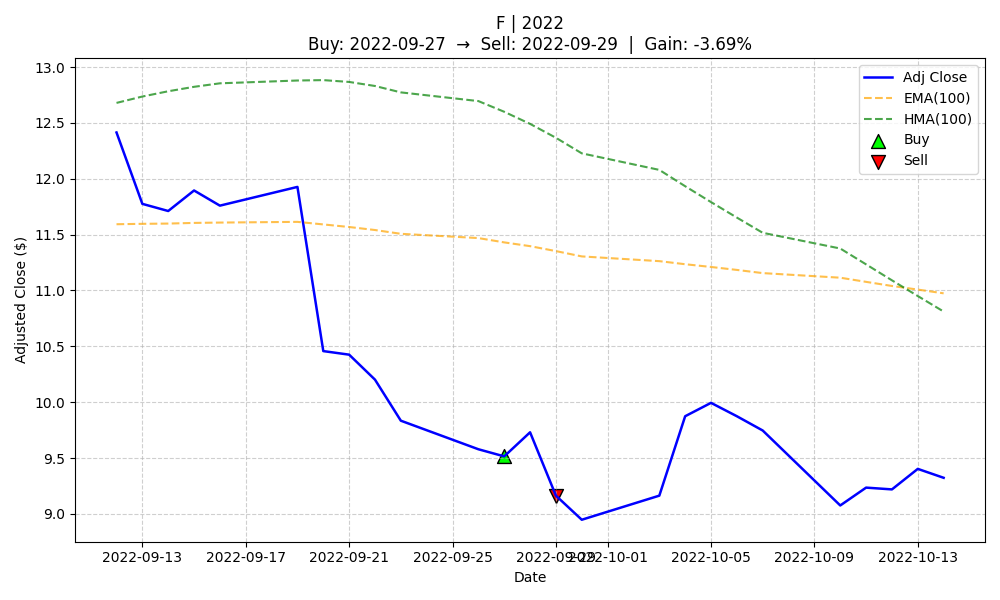 F | 2022
Buy: 2022-09-27 → Sell: 2022-09-29 | Gain: -3.69%
Adj Close
EMA(100)
HMA(100)
Buy
Sell
Adjusted Close ($)
13.0
12.5
12.0
11.5
11.0
10.5
10.0
9.5
9.0
2022-09-13
2022-09-17
2022-09-21
2022-09-25
2022-09-29
2022-10-01
2022-10-05
2022-10-09
2022-10-13
Date